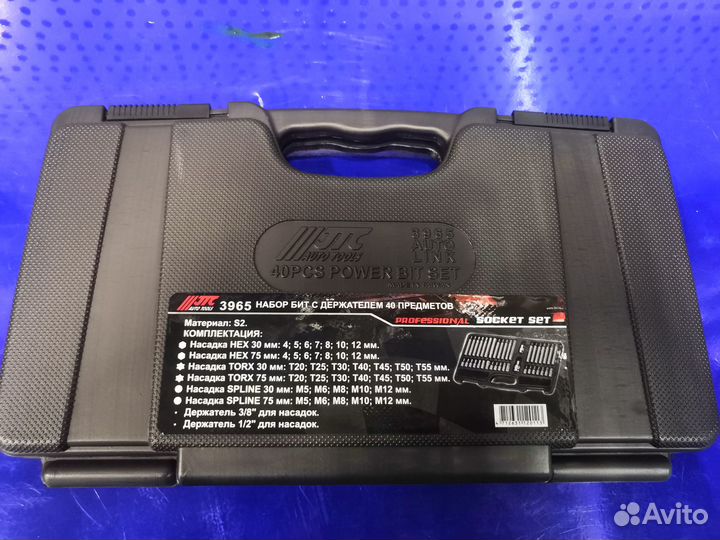 JTC
AUTO TOOLS
3965
AUTO
LINK
40PCS POWER BIT SET
MADE IN TAIWAN
JTC
AUTO TOOLS
3965 НАБОР БИТ С ДЕРЖАТЕЛЕМ 40 ПРЕДМЕТОВ
PROFESSIONAL SOCKET SET
Материал: S2.
КОМПЛЕКТАЦИЯ:
Насадка HEX 30 мм: 4; 5; 6; 7; 8; 10; 12 мм.
Насадка HEX 75 мм: 4; 5; 6; 7; 8; 10; 12 мм.
Насадка TORX 30 мм: T20; T25; T30; T40; T45; T50; T55 мм.
Насадка TORX 75 мм: T20; T25; T30; T40; T45; T50; T55 мм.
Насадка SPLINE 30 мм: M5; M6; M8; M10; M12 мм.
Насадка SPLINE 75 мм: M5; M6; M8; M10; M12 мм.
Держатель 3/8" для насадок.
Держатель 1/2" для насадок.
Avito